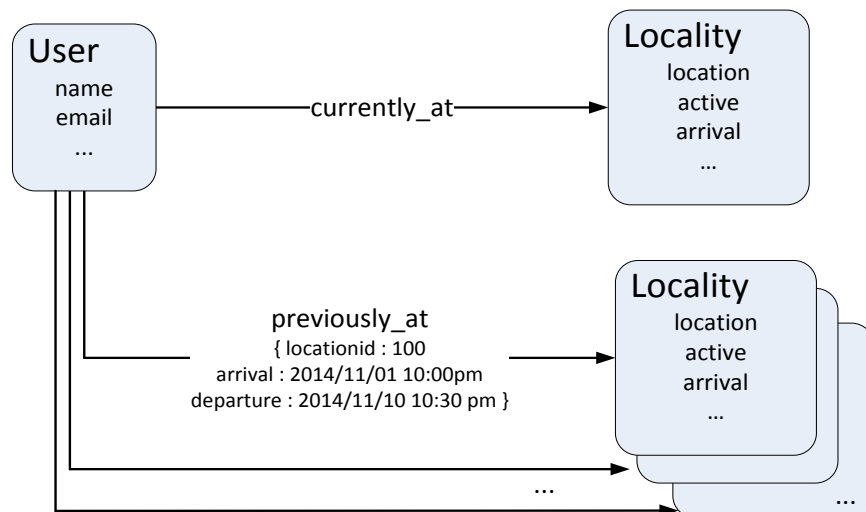 User
name
email
...
currently_at
Locality
location
active
arrival
...
previously_at
{ locationid : 100
arrival : 2014/11/01 10:00pm
departure : 2014/11/10 10:30 pm }
Locality
location
active
arrival
...
...
...